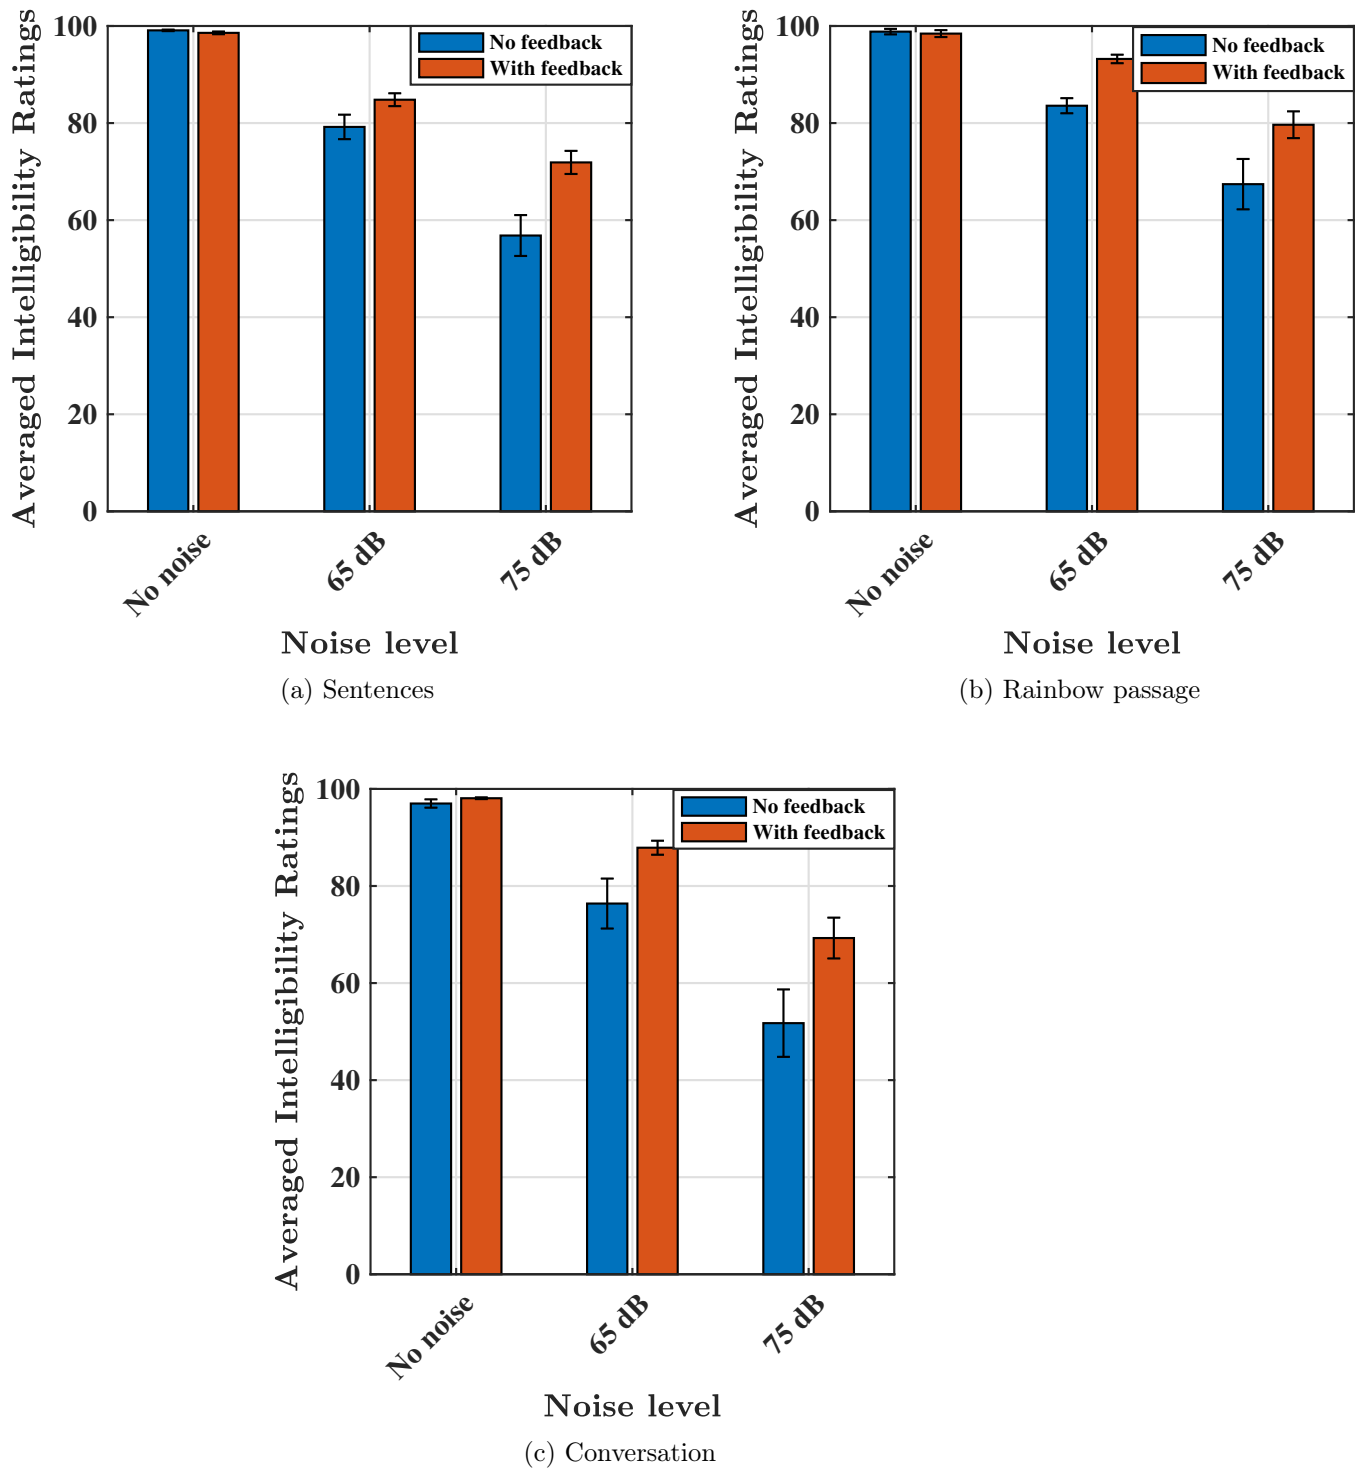 Averaged Intelligibility Ratings
100
80
60
40
20
0
No feedback
With feedback
No noise
65 dB
75 dB
Noise level
(a) Sentences
Averaged Intelligibility Ratings
100
80
60
40
20
0
No feedback
With feedback
No noise
65 dB
75 dB
Noise level
(b) Rainbow passage
Averaged Intelligibility Ratings
100
80
60
40
20
0
No feedback
With feedback
No noise
65 dB
75 dB
Noise level
(c) Conversation